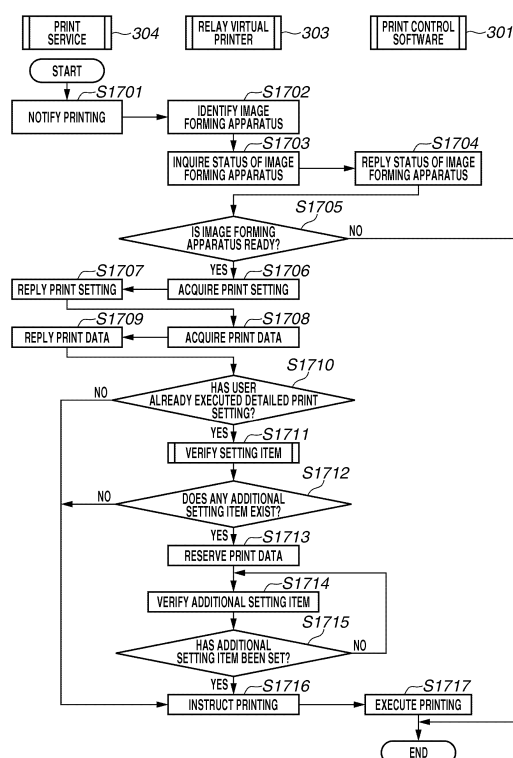 PRINT
SERVICE
304
RELAY VIRTUAL
PRINTER
303
PRINT CONTROL
SOFTWARE
301
START
S1701
NOTIFY PRINTING
S1702
IDENTIFY IMAGE
FORMING APPARATUS
S1703
INQUIRE STATUS OF IMAGE
FORMING APPARATUS
S1704
REPLY STATUS OF IMAGE
FORMING APPARATUS
S1705
IS IMAGE FORMING
APPARATUS READY?
NO
YES
S1707
REPLY PRINT SETTING
S1706
ACQUIRE PRINT SETTING
S1709
REPLY PRINT DATA
S1708
ACQUIRE PRINT DATA
S1710
HAS USER
ALREADY EXECUTED DETAILED PRINT
SETTING?
NO
YES
S1711
VERIFY SETTING ITEM
S1712
DOES ANY ADDITIONAL
SETTING ITEM EXIST?
NO
YES
S1713
RESERVE PRINT DATA
S1714
VERIFY ADDITIONAL SETTING ITEM
S1715
HAS ADDITIONAL
SETTING ITEM BEEN SET?
NO
YES
S1716
INSTRUCT PRINTING
S1717
EXECUTE PRINTING
END